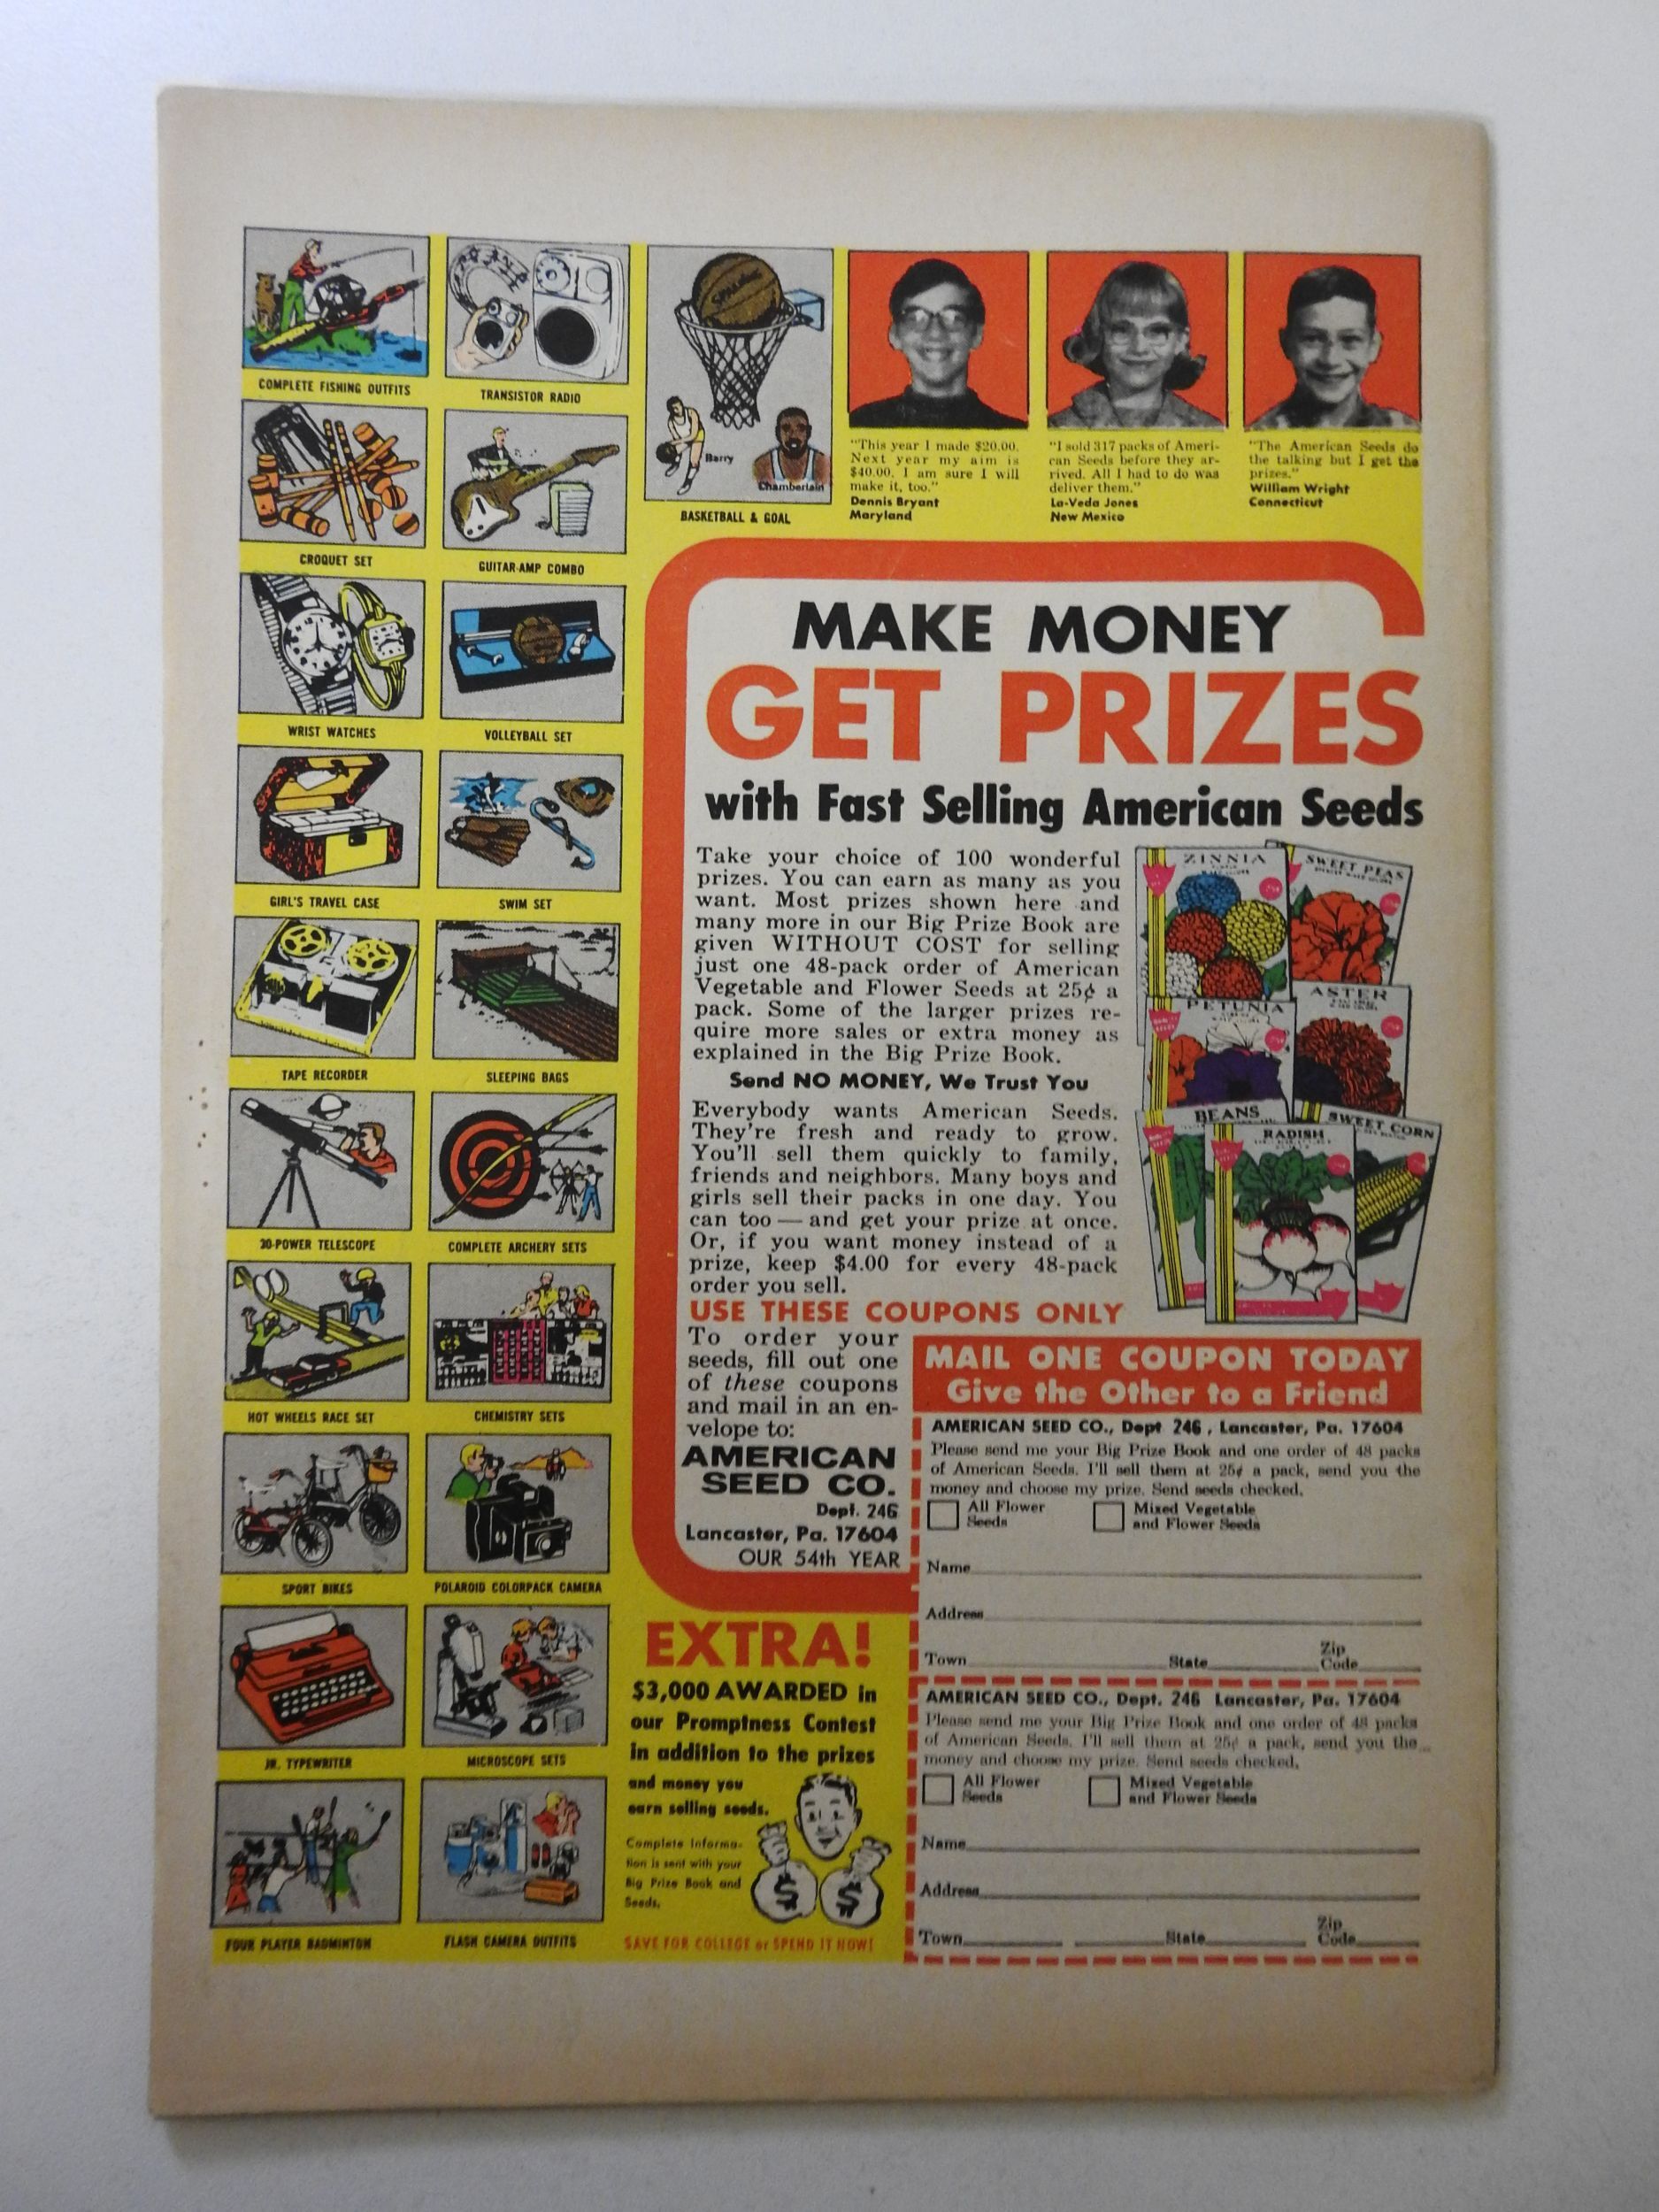 COMPLETE FISHING OUTFITS
TRANSISTOR RADIO
Spalding
Barry
Chamberlain
BASKETBALL & GOAL
"This year I made $20.00.
Next year my aim is
$40.00. I am sure I will
make it, too."
Dennis Bryant
Maryland
"I sold 317 packs of Ameri-
can Seeds before they ar-
rived. All I had to do was
deliver them."
La-Veda Jones
New Mexico
"The American Seeds do
the talking but I get the
prizes."
William Wright
Connecticut
CROQUET SET
GUITAR-AMP COMBO
WRIST WATCHES
VOLLEYBALL SET
GIRL'S TRAVEL CASE
SWIM SET
TAPE RECORDER
SLEEPING BAGS
30-POWER TELESCOPE
COMPLETE ARCHERY SETS
HOT WHEELS RACE SET
CHEMISTRY SETS
SPORT BIKES
POLAROID COLORPACK CAMERA
JR. TYPEWRITER
MICROSCOPE SETS
FOUR PLAYER BADMINTON
FLASH CAMERA OUTFITS
MAKE MONEY
GET PRIZES
with Fast Selling American Seeds
Take your choice of 100 wonderful
prizes. You can earn as many as you
want. Most prizes shown here and
many more in our Big Prize Book are
given WITHOUT COST for selling
just one 48-pack order of American
Vegetable and Flower Seeds at 25¢ a
pack. Some of the larger prizes re-
quire more sales or extra money as
explained in the Big Prize Book.
Send NO MONEY, We Trust You
Everybody wants American Seeds.
They're fresh and ready to grow.
You'll sell them quickly to family,
friends and neighbors. Many boys and
girls sell their packs in one day. You
can too — and get your prize at once.
Or, if you want money instead of a
prize, keep $4.00 for every 48-pack
order you sell.
ZINNIA
SWEET PEAS
PETUNIA
ASTER
BEANS
RADISH
SWEET CORN
USE THESE COUPONS ONLY
To order your
seeds, fill out one
of these coupons
and mail in an en-
velope to:
AMERICAN
SEED CO.
Dept. 246
Lancaster, Pa. 17604
OUR 54th YEAR
MAIL ONE COUPON TODAY
Give the Other to a Friend
AMERICAN SEED CO., Dept 246, Lancaster, Pa. 17604
Please send me your Big Prize Book and one order of 48 packs
of American Seeds. I'll sell them at 25¢ a pack, send you the
money and choose my prize. Send seeds checked.
All Flower
Seeds
Mixed Vegetable
and Flower Seeds
Name
Address
Town State Zip
Code
AMERICAN SEED CO., Dept. 246 Lancaster, Pa. 17604
Please send me your Big Prize Book and one order of 48 packs
of American Seeds. I'll sell them at 25¢ a pack, send you the
money and choose my prize. Send seeds checked.
All Flower
Seeds
Mixed Vegetable
and Flower Seeds
Name
Address
Town State Zip
Code
EXTRA!
$3,000 AWARDED in
our Promptness Contest
in addition to the prizes
and money you
earn selling seeds.
Complete Informa-
tion is sent with your
Big Prize Book and
Seeds.
$ $
SAVE FOR COLLEGE or SPEND IT NOW!